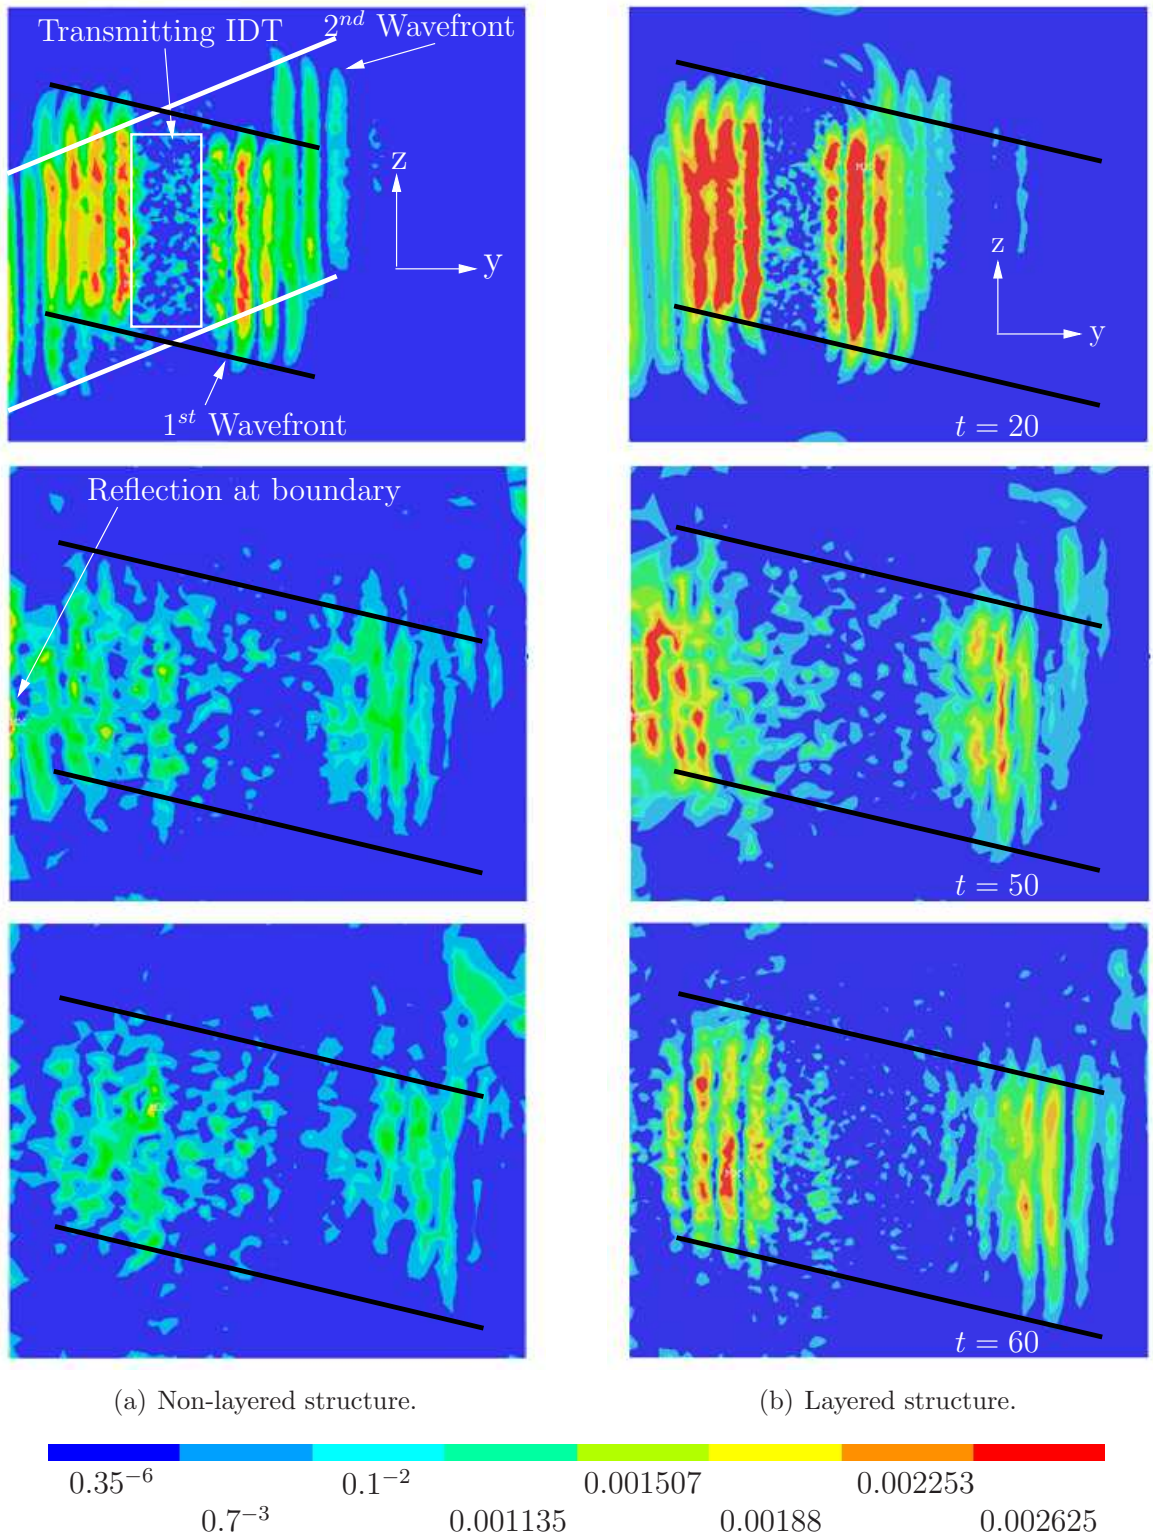 Transmitting IDT
2nd Wavefront
z
y
1st Wavefront
z
y
t = 20
Reflection at boundary
t = 50
t = 60
(a) Non-layered structure.
(b) Layered structure.
0.35−6 0.1−2 0.001507 0.002253
0.7−3 0.001135 0.00188 0.002625